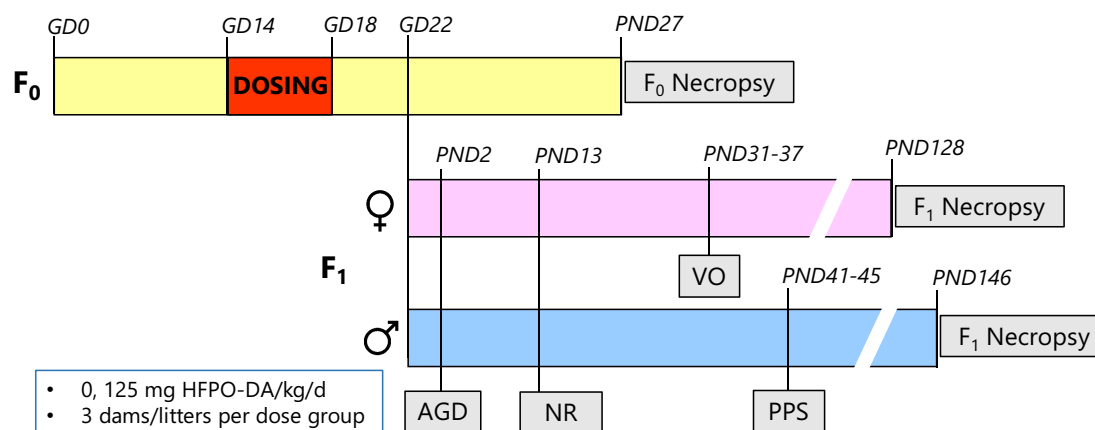 GD0 GD14 GD18 GD22 PND27
F₀ DOSING F₀ Necropsy
PND2 PND13 PND31-37 PND128
♀ F₁ Necropsy
VO
F₁ PND41-45 PND146
♂ F₁ Necropsy
• 0, 125 mg HFPO-DA/kg/d
• 3 dams/litters per dose group
AGD NR PPS